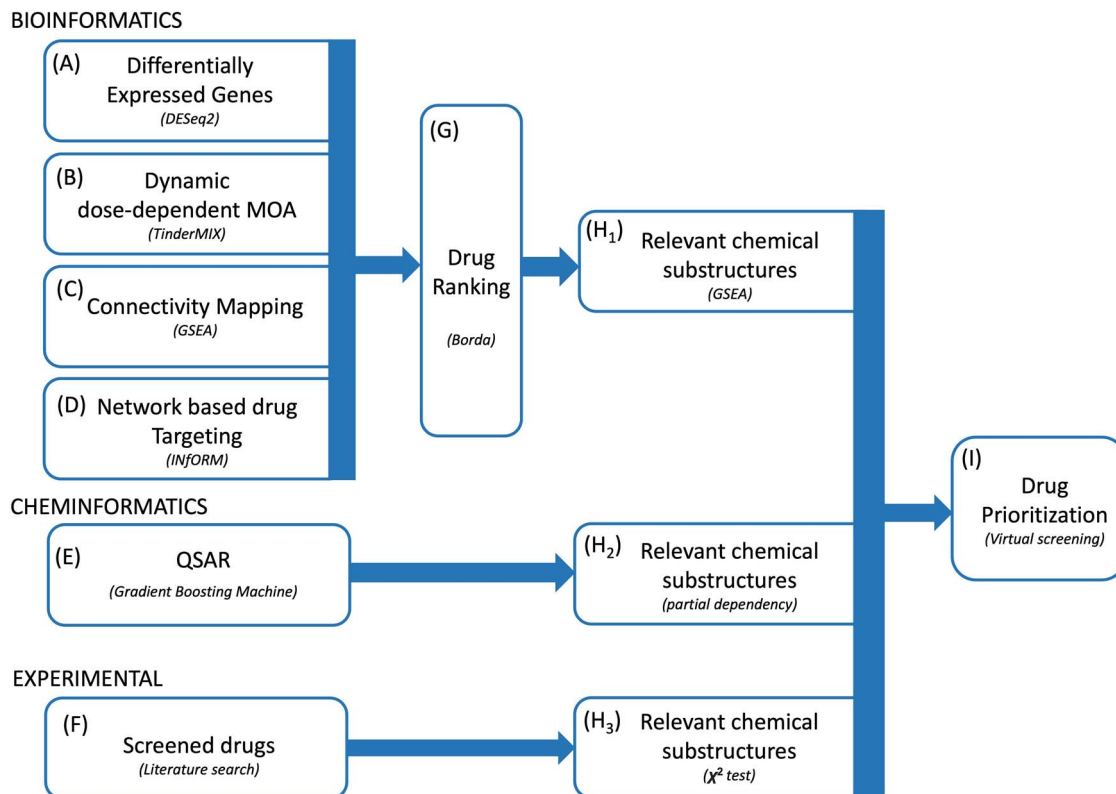 BIOINFORMATICS
(A)
Differentially
Expressed Genes
(DESeq2)
(B)
Dynamic
dose-dependent MOA
(TinderMIX)
(C)
Connectivity Mapping
(GSEA)
(D)
Network based drug
Targeting
(INfORM)
(G)
Drug
Ranking
(Borda)
(H₁)
Relevant chemical
substructures
(GSEA)
CHEMINFORMATICS
(E)
QSAR
(Gradient Boosting Machine)
(H₂)
Relevant chemical
substructures
(partial dependency)
EXPERIMENTAL
(F)
Screened drugs
(Literature search)
(H₃)
Relevant chemical
substructures
(χ² test)
(I)
Drug
Prioritization
(Virtual screening)